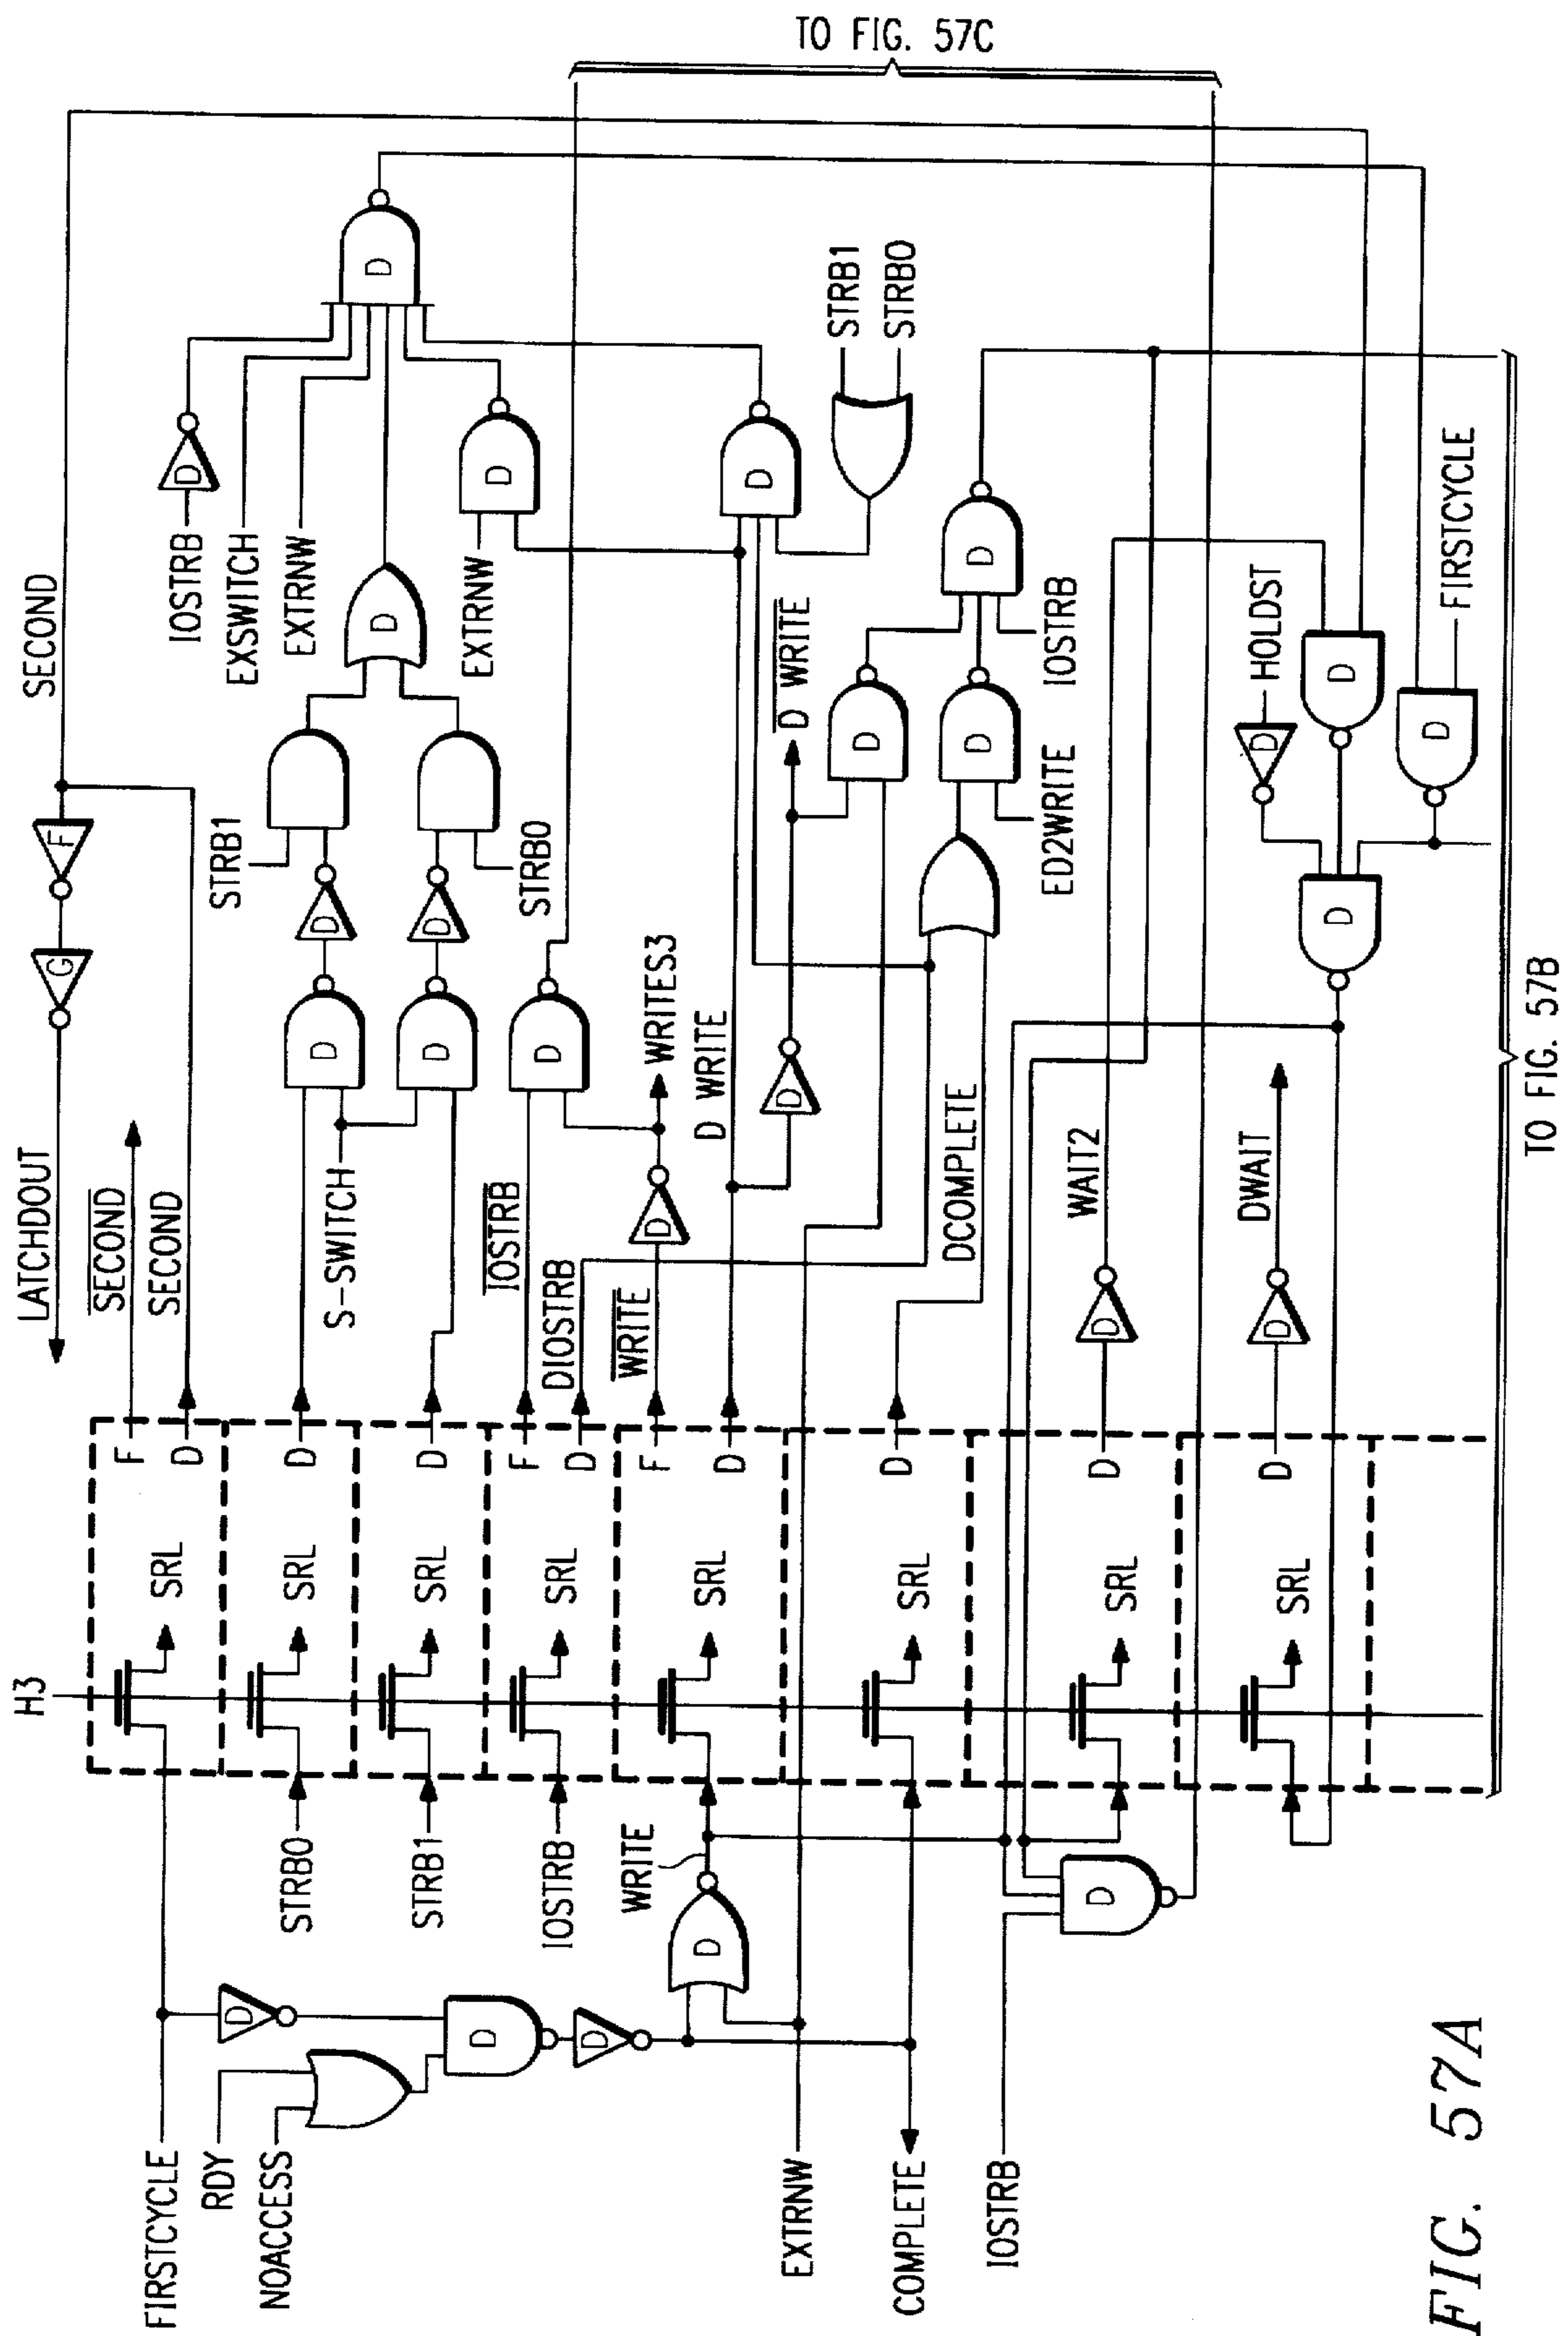 LATCHDOUT
SECOND
H3
SECOND
F
SECOND
D
F
G
FIRSTCYCLE
SRL
D
IOSTRB
D
RDY
D
STRB1
EXSWITCH
NOACCESS
STRB0
SRL
D
EXTRNW
S-SWITCH
D
D
D
D
STRB1
SRL
D
D
D
EXTRNW
D
D
D
IOSTRB
SRL
F
IOSTRB
D
STRB0
D
DIOSTRB
WRITE
F
WRITE
D
WRITES3
D
SRL
D
D WRITE
D
D
D WRITE
STRB1
EXTRNW
D
STRB0
COMPLETE
SRL
D
DCOMPLETE
D
D
IOSTRB
ED2WRITE
IOSTRB
D
SRL
D
D
WAIT2
SRL
D
D
DWAIT
D
HOLDST
D
D
D
FIRSTCYCLE
TO FIG. 57C
TO FIG. 57B
FIG. 57A